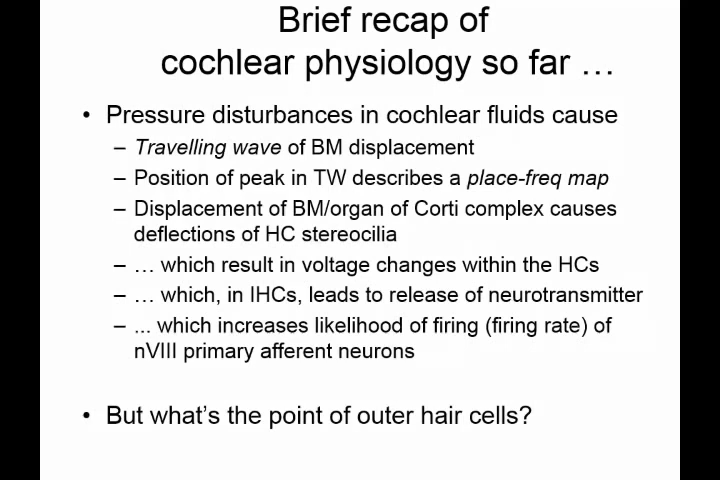 Brief recap of
cochlear physiology so far …
• Pressure disturbances in cochlear fluids cause
– Travelling wave of BM displacement
– Position of peak in TW describes a place-freq map
– Displacement of BM/organ of Corti complex causes
deflections of HC stereocilia
– … which result in voltage changes within the HCs
– … which, in IHCs, leads to release of neurotransmitter
– ... which increases likelihood of firing (firing rate) of
nVIII primary afferent neurons
• But what's the point of outer hair cells?